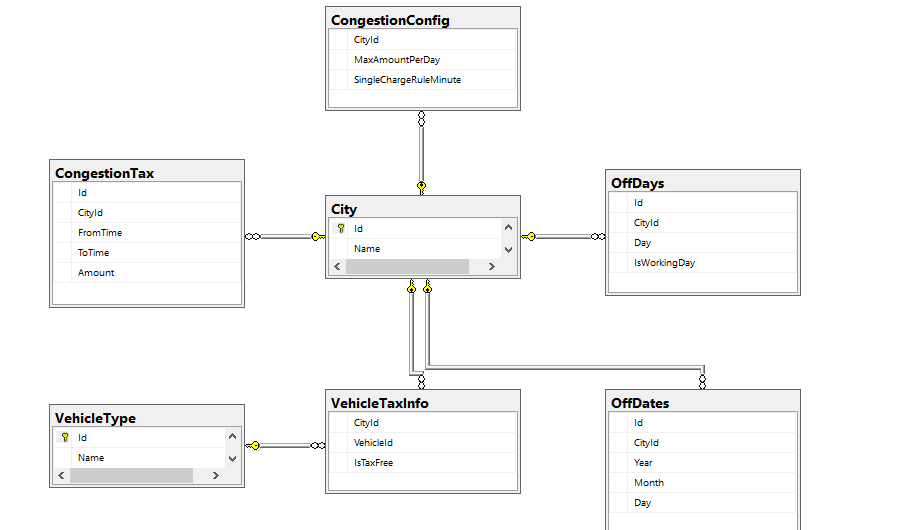 CongestionConfig
CityId
MaxAmountPerDay
SingleChargeRuleMinute
CongestionTax
Id
CityId
FromTime
ToTime
Amount
City
Id
Name
OffDays
Id
CityId
Day
IsWorkingDay
VehicleType
Id
Name
VehicleTaxInfo
CityId
VehicleId
IsTaxFree
OffDates
Id
CityId
Year
Month
Day